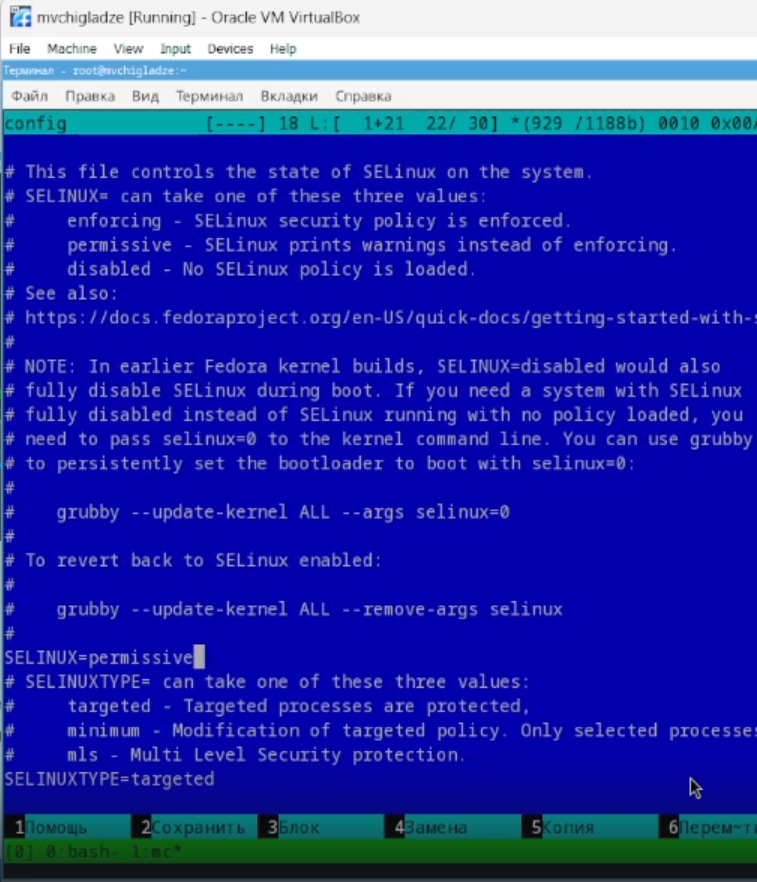 mvchigladze [Running] - Oracle VM VirtualBox
File Machine View Input Devices Help
Терминал - root@mvchigladze:~
Файл Правка Вид Терминал Вкладки Справка
config [----] 18 L:[ 1+21 22/ 30] *(929 /1188b) 0010 0x00
# This file controls the state of SELinux on the system.
# SELINUX= can take one of these three values:
# enforcing - SELinux security policy is enforced.
# permissive - SELinux prints warnings instead of enforcing.
# disabled - No SELinux policy is loaded.
# See also:
# https://docs.fedoraproject.org/en-US/quick-docs/getting-started-with-s
#
# NOTE: In earlier Fedora kernel builds, SELINUX=disabled would also
# fully disable SELinux during boot. If you need a system with SELinux
# fully disabled instead of SELinux running with no policy loaded, you
# need to pass selinux=0 to the kernel command line. You can use grubby
# to persistently set the bootloader to boot with selinux=0:
#
# grubby --update-kernel ALL --args selinux=0
#
# To revert back to SELinux enabled:
#
# grubby --update-kernel ALL --remove-args selinux
#
SELINUX=permissive
# SELINUXTYPE= can take one of these three values:
# targeted - Targeted processes are protected,
# minimum - Modification of targeted policy. Only selected processes
# mls - Multi Level Security protection.
SELINUXTYPE=targeted
1Помощь 2Сохранить 3Блок 4Замена 5Копия 6Перем~ти
[0] 0:bash- 1:mc*